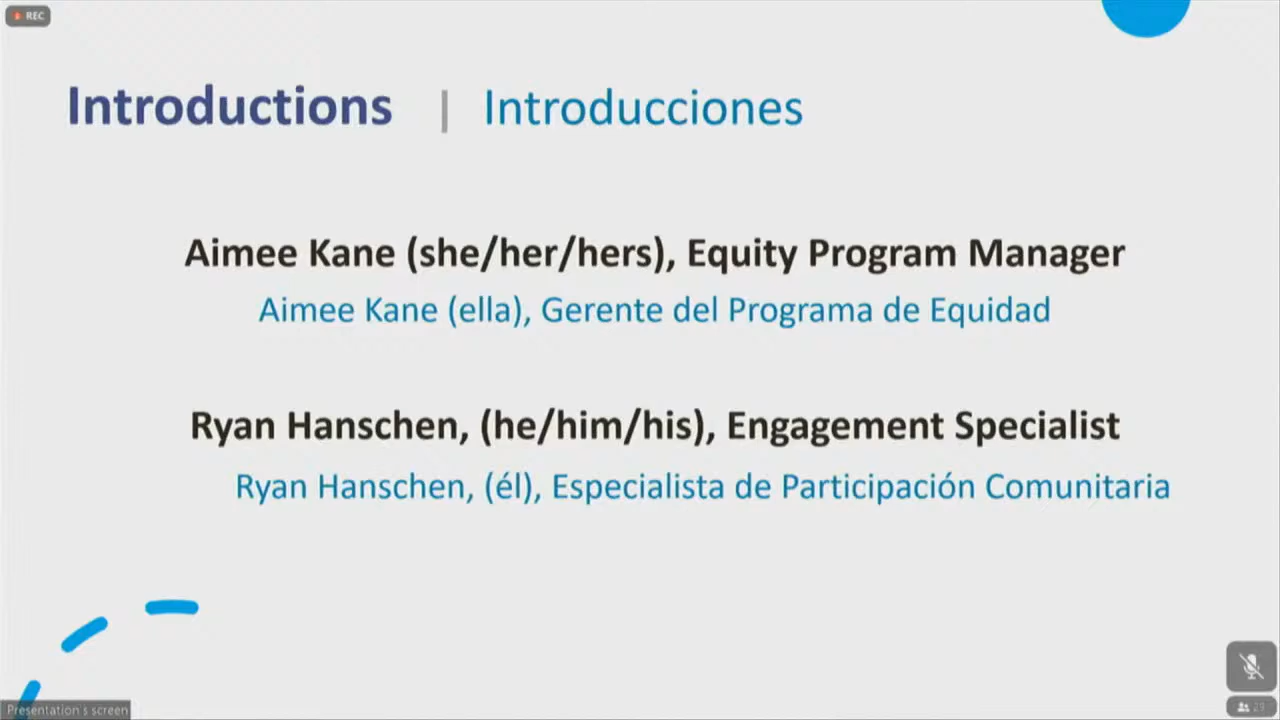 REC
Introductions | Introducciones
Aimee Kane (she/her/hers), Equity Program Manager
Aimee Kane (ella), Gerente del Programa de Equidad
Ryan Hanschen, (he/him/his), Engagement Specialist
Ryan Hanschen, (él), Especialista de Participación Comunitaria
Presentation's screen
29